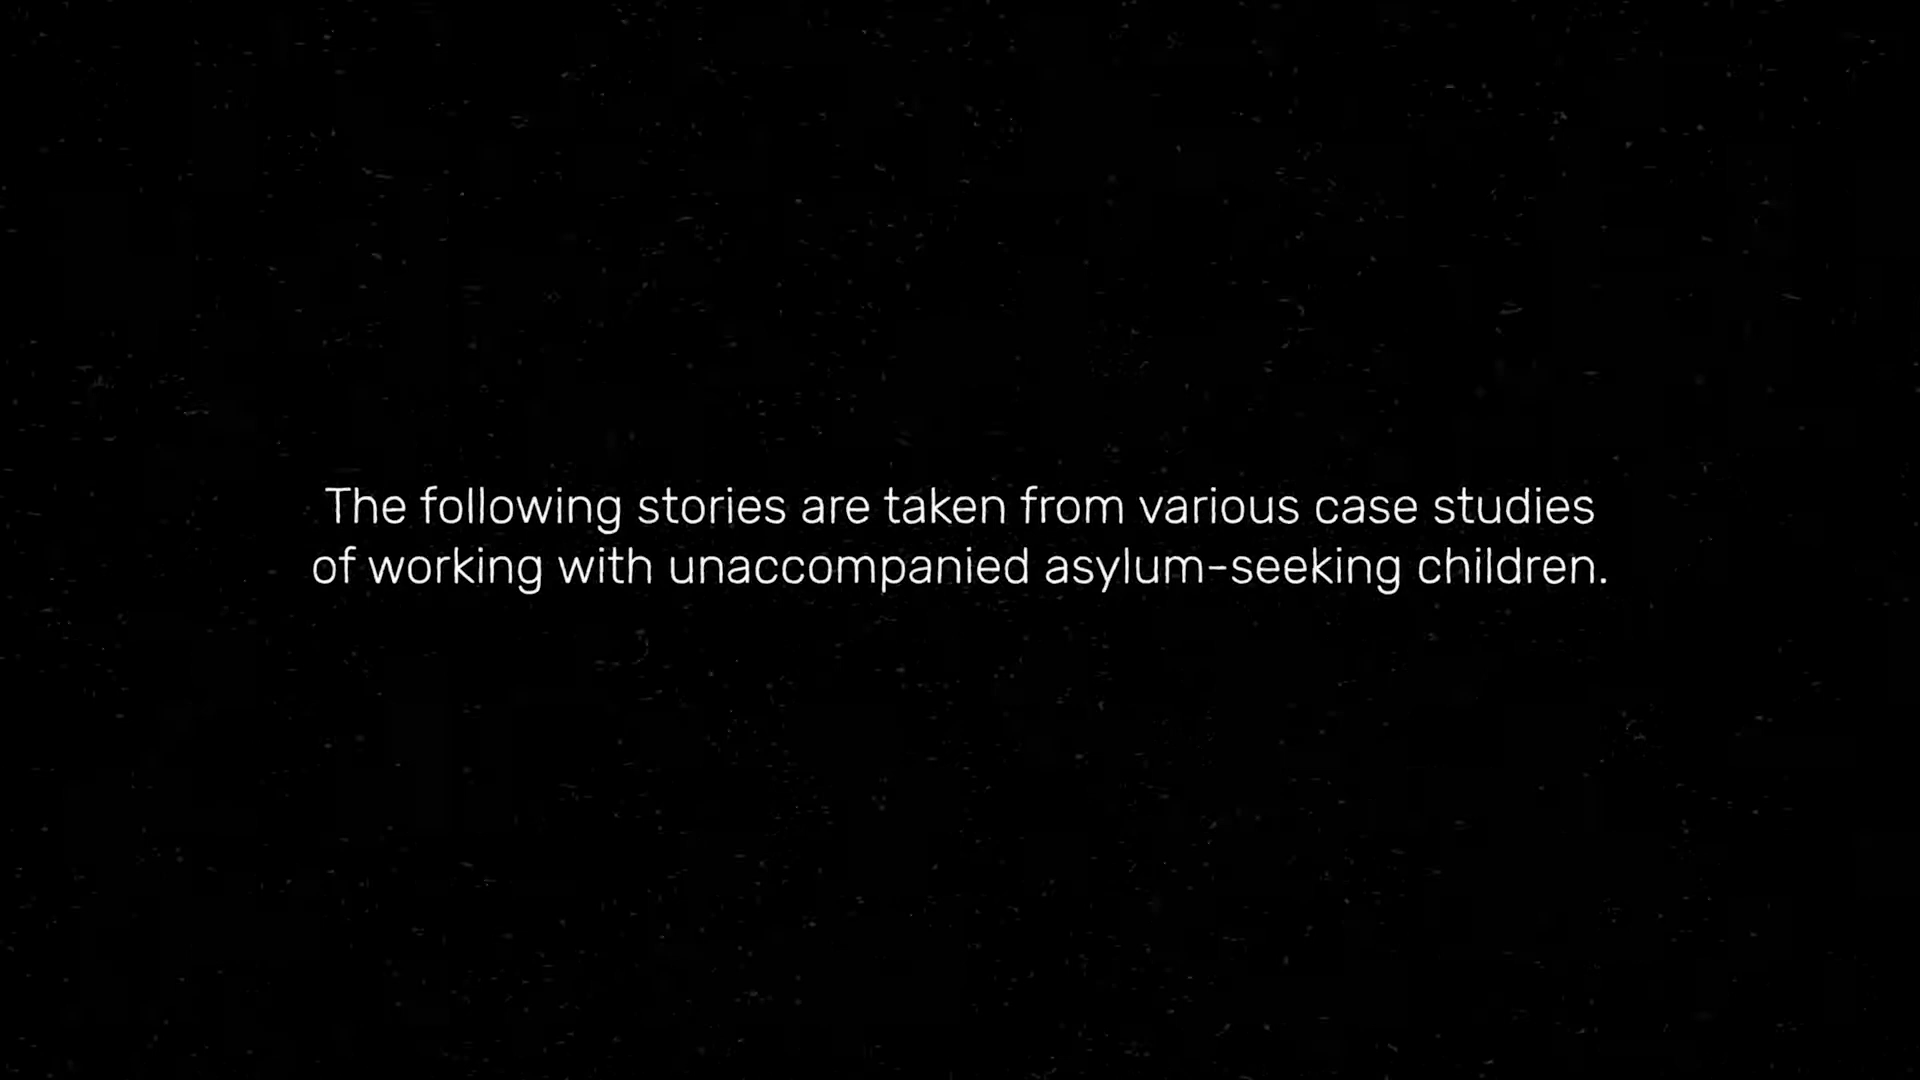 The following stories are taken from various case studies
of working with unaccompanied asylum-seeking children.